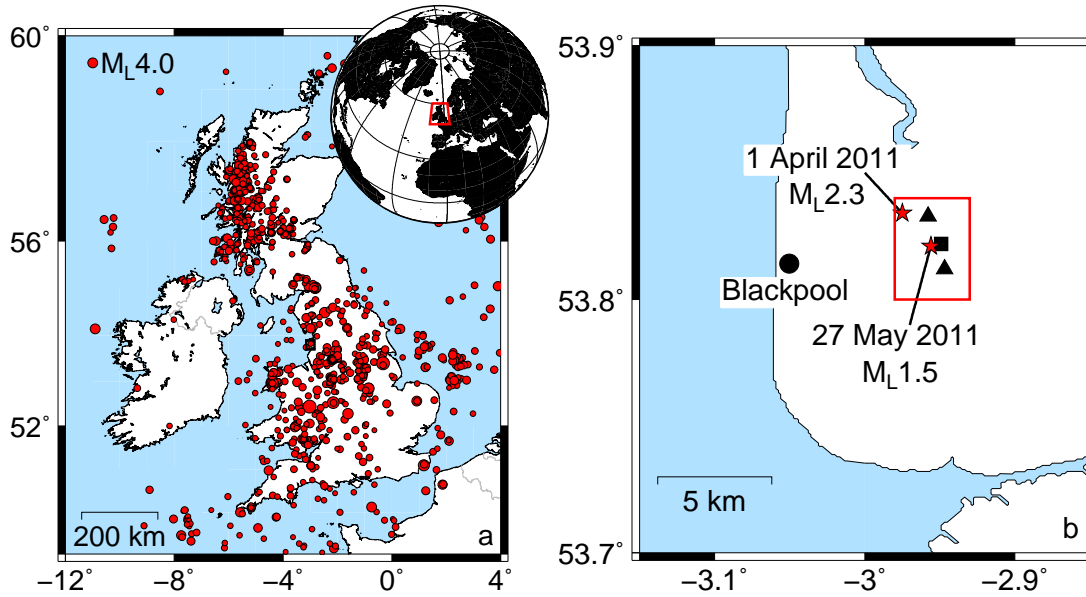 60°
M_L4.0
56°
52°
200 km
a
−12
−8
−4
0
4
53.9°
1 April 2011
M_L2.3
Blackpool
53.8°
27 May 2011
M_L1.5
5 km
b
53.7°
−3.1°
−3°
−2.9°